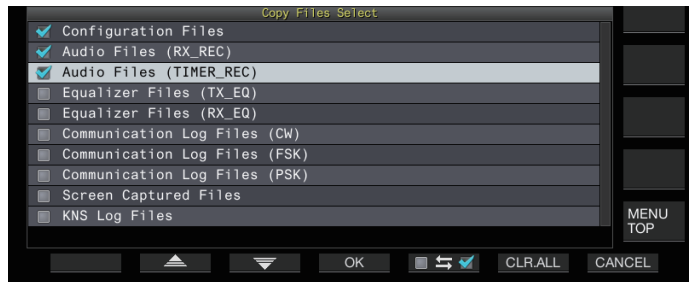 Copy Files Select
Configuration Files
Audio Files (RX_REC)
Audio Files (TIMER_REC)
Equalizer Files (TX_EQ)
Equalizer Files (RX_EQ)
Communication Log Files (CW)
Communication Log Files (FSK)
Communication Log Files (PSK)
Screen Captured Files
KNS Log Files
MENU
TOP
OK
CLR.ALL
CANCEL